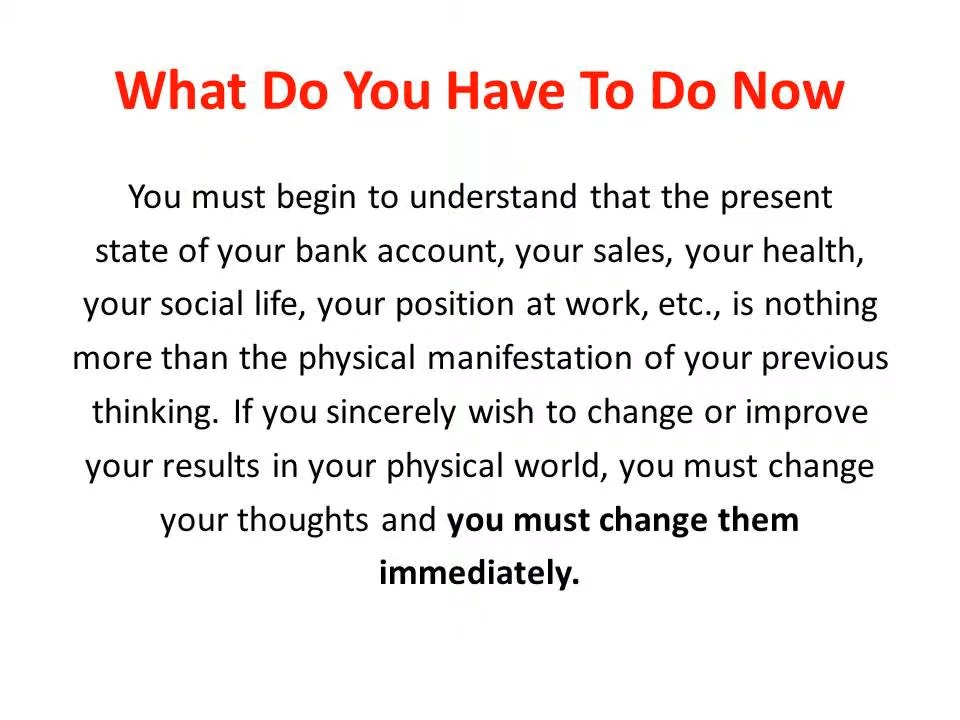 What Do You Have To Do Now
You must begin to understand that the present
state of your bank account, your sales, your health,
your social life, your position at work, etc., is nothing
more than the physical manifestation of your previous
thinking. If you sincerely wish to change or improve
your results in your physical world, you must change
your thoughts and you must change them
immediately.